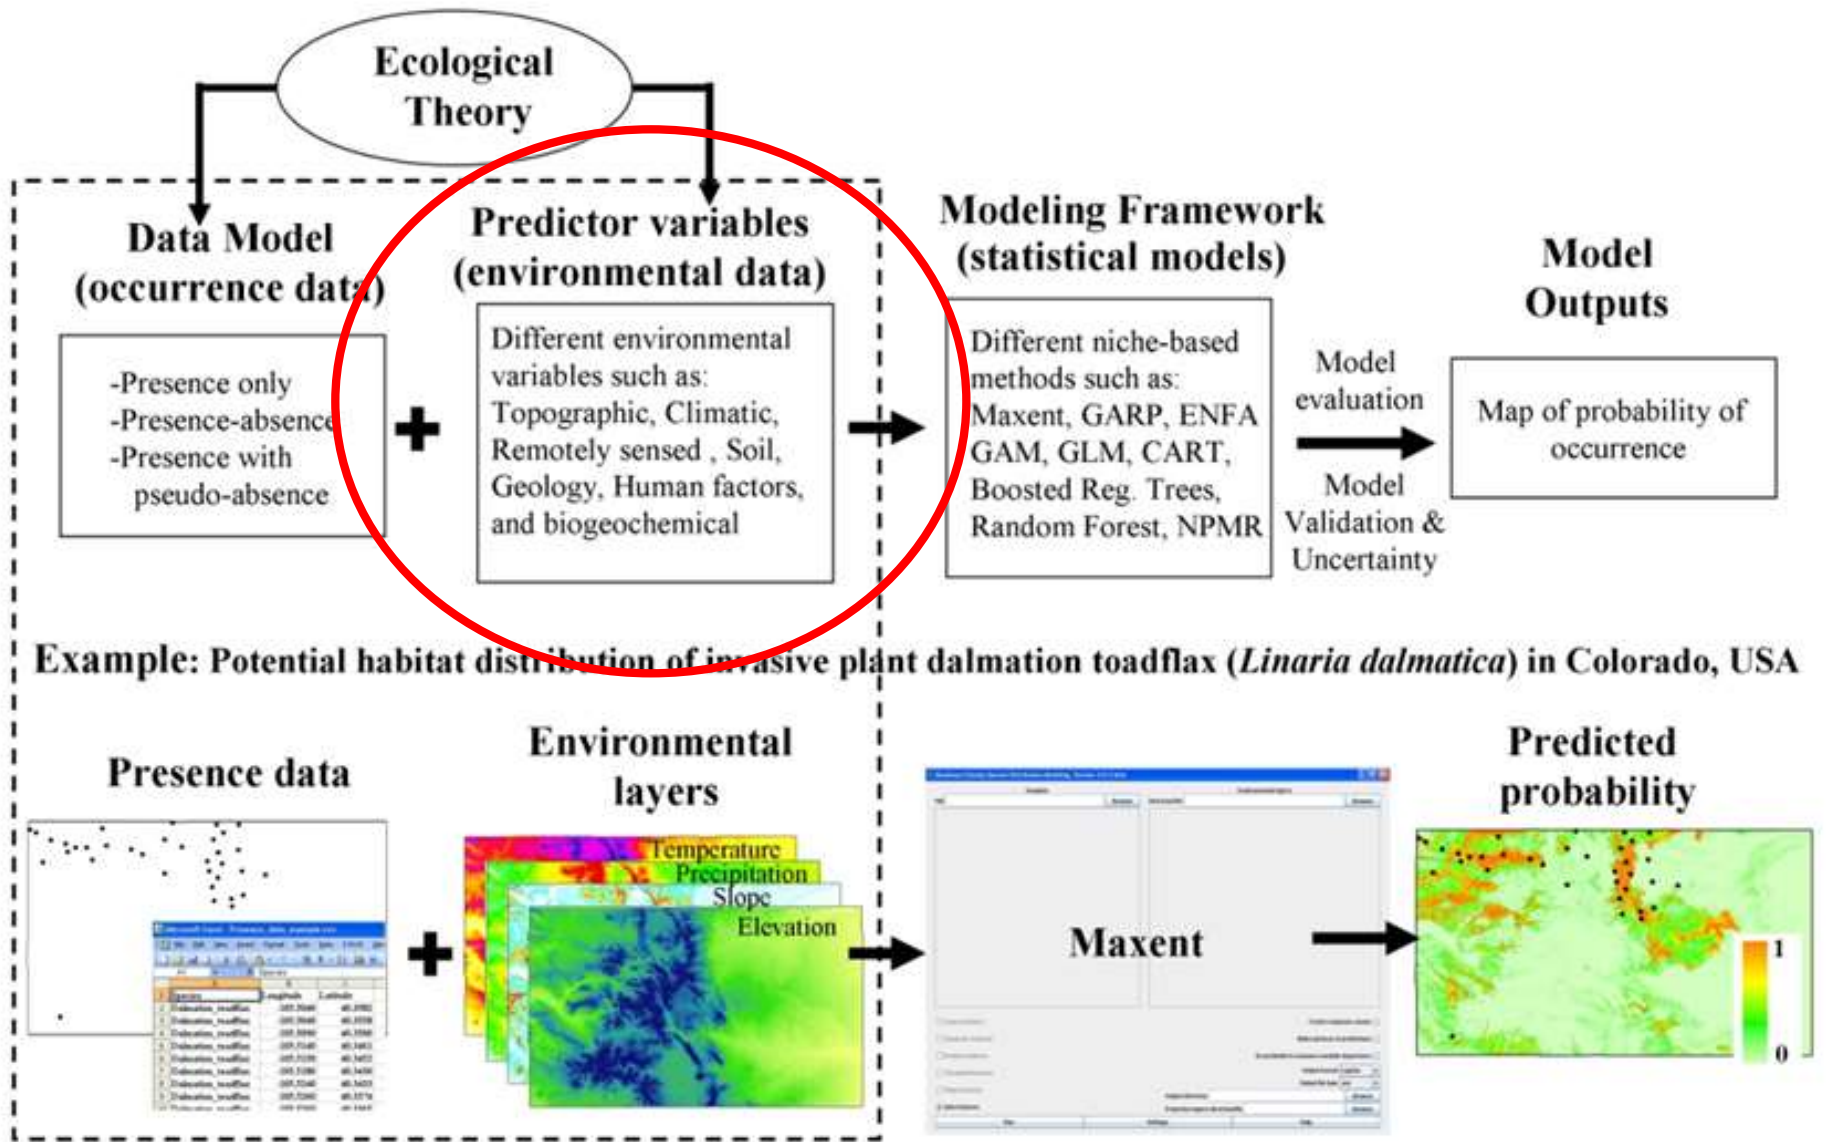 Ecological
Theory
Data Model
(occurrence data)
-Presence only
-Presence-absence
-Presence with
pseudo-absence
Predictor variables
(environmental data)
Different environmental
variables such as:
Topographic, Climatic,
Remotely sensed , Soil,
Geology, Human factors,
and biogeochemical
Modeling Framework
(statistical models)
Different niche-based
methods such as:
Maxent, GARP, ENFA
GAM, GLM, CART,
Boosted Reg. Trees,
Random Forest, NPMR
Model
evaluation
Model
Validation &
Uncertainty
Model
Outputs
Map of probability of
occurrence
Example: Potential habitat distribution of invasive plant dalmation toadflax (Linaria dalmatica) in Colorado, USA
Presence data
Species Longitude Latitude
Environmental
layers
Temperature
Precipitation
Slope
Elevation
Maxent
Predicted
probability
1
0